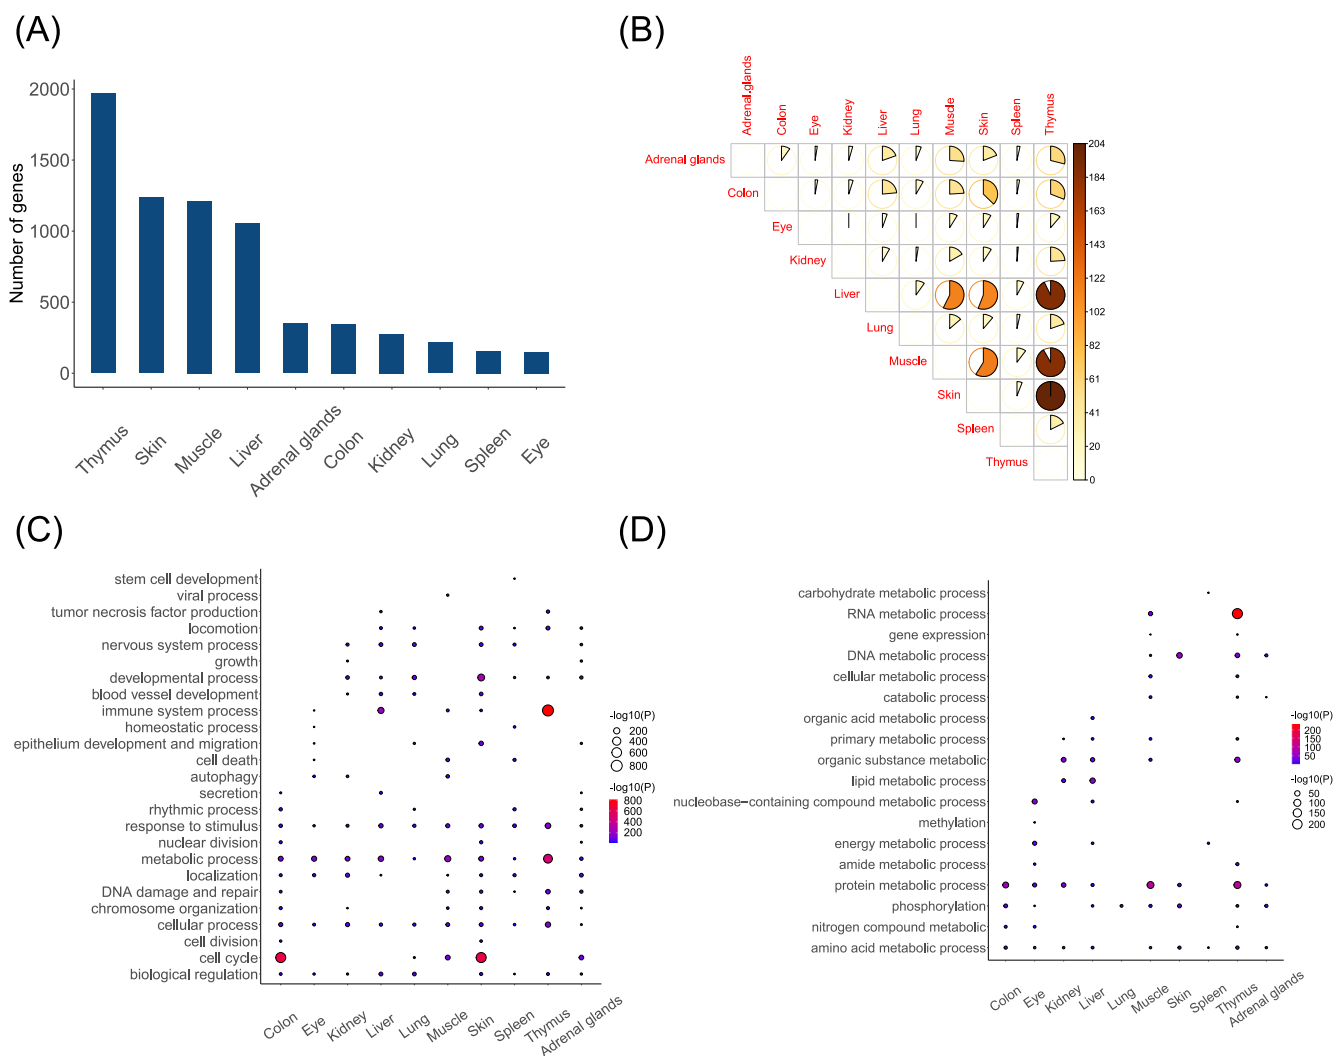 (A)
Number of genes
2000
1500
1000
500
0
Thymus
Skin
Muscle
Liver
Adrenal glands
Colon
Kidney
Lung
Spleen
Eye
(B)
Adrenal.glands
Colon
Eye
Kidney
Liver
Lung
Muscle
Skin
Spleen
Thymus
Adrenal glands
Colon
Eye
Kidney
Liver
Lung
Muscle
Skin
Spleen
Thymus
204
184
163
143
122
102
82
61
41
20
0
(C)
stem cell development
viral process
tumor necrosis factor production
locomotion
nervous system process
growth
developmental process
blood vessel development
immune system process
homeostatic process
epithelium development and migration
cell death
autophagy
secretion
rhythmic process
response to stimulus
nuclear division
metabolic process
localization
DNA damage and repair
chromosome organization
cellular process
cell division
cell cycle
biological regulation
Colon
Eye
Kidney
Liver
Lung
Muscle
Skin
Spleen
Thymus
Adrenal glands
-log10(P)
200
400
600
800
-log10(P)
800
600
400
200
(D)
carbohydrate metabolic process
RNA metabolic process
gene expression
DNA metabolic process
cellular metabolic process
catabolic process
organic acid metabolic process
primary metabolic process
organic substance metabolic
lipid metabolic process
nucleobase−containing compound metabolic process
methylation
energy metabolic process
amide metabolic process
protein metabolic process
phosphorylation
nitrogen compound metabolic
amino acid metabolic process
Colon
Eye
Kidney
Liver
Lung
Muscle
Skin
Spleen
Thymus
Adrenal glands
-log10(P)
200
150
100
50
-log10(P)
50
100
150
200